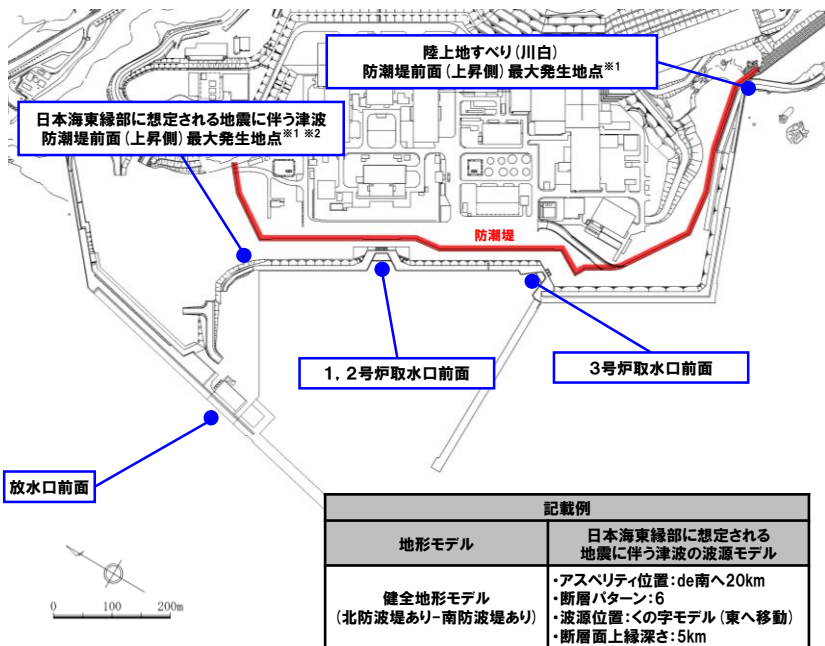 陸上地すべり(川白)
防潮堤前面(上昇側)最大発生地点※1
日本海東縁部に想定される地震に伴う津波
防潮堤前面(上昇側)最大発生地点※1 ※2
防潮堤
1，2号炉取水口前面
3号炉取水口前面
放水口前面
0 100 200m
記載例
地形モデル
日本海東縁部に想定される
地震に伴う津波の波源モデル
健全地形モデル
(北防波堤あり-南防波堤あり)
・アスペリティ位置：de南へ20km
・断層パターン：6
・波源位置：くの字モデル(東へ移動)
・断層面上縁深さ：5km